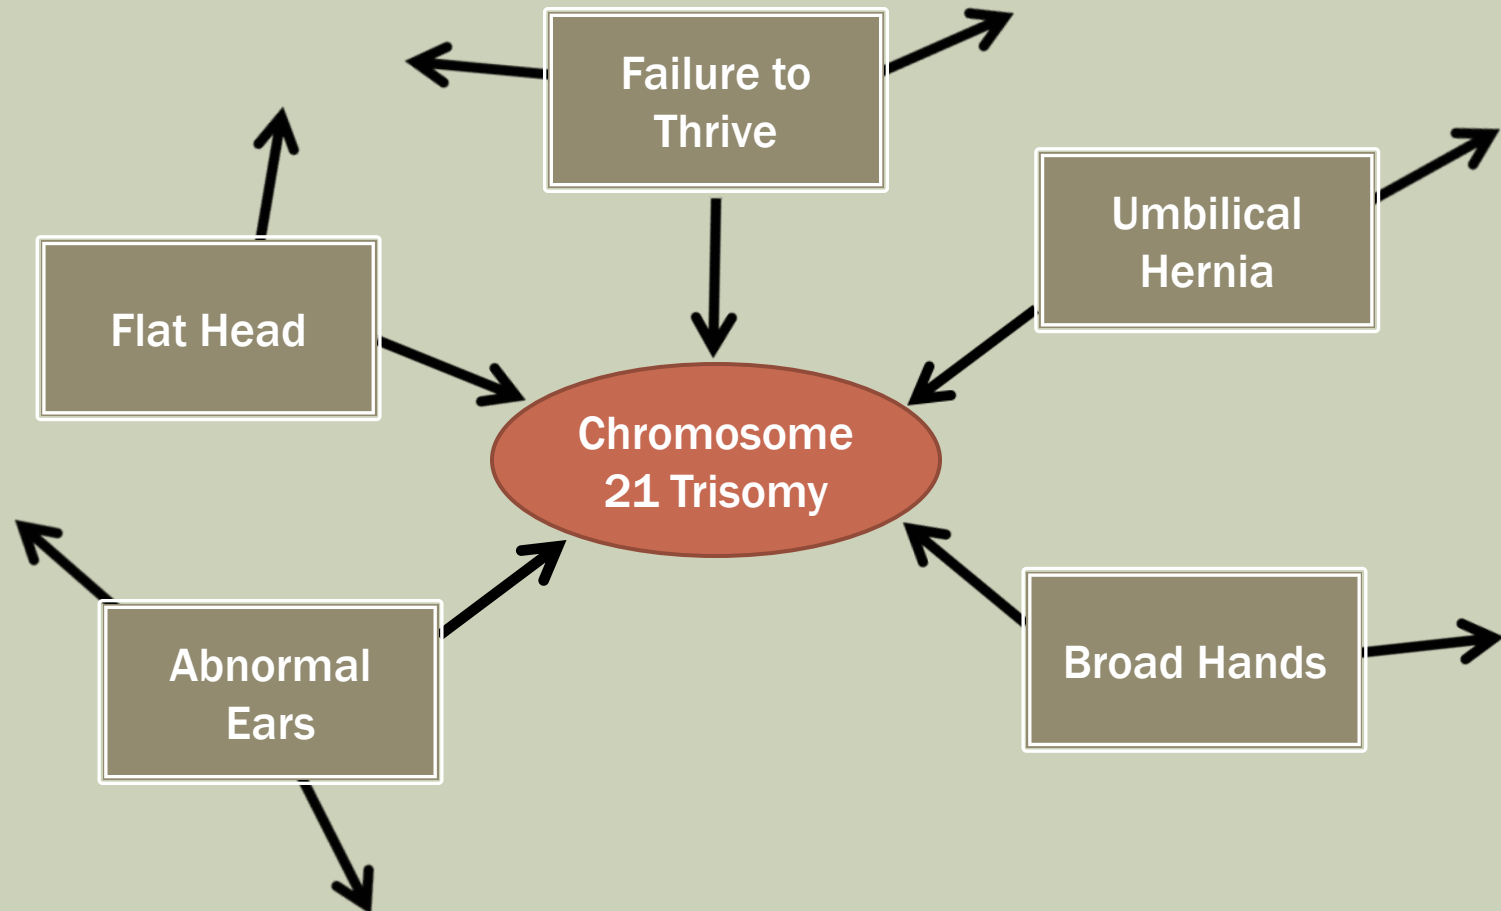 Failure to
Thrive
Umbilical
Hernia
Flat Head
Chromosome
21 Trisomy
Abnormal
Ears
Broad Hands